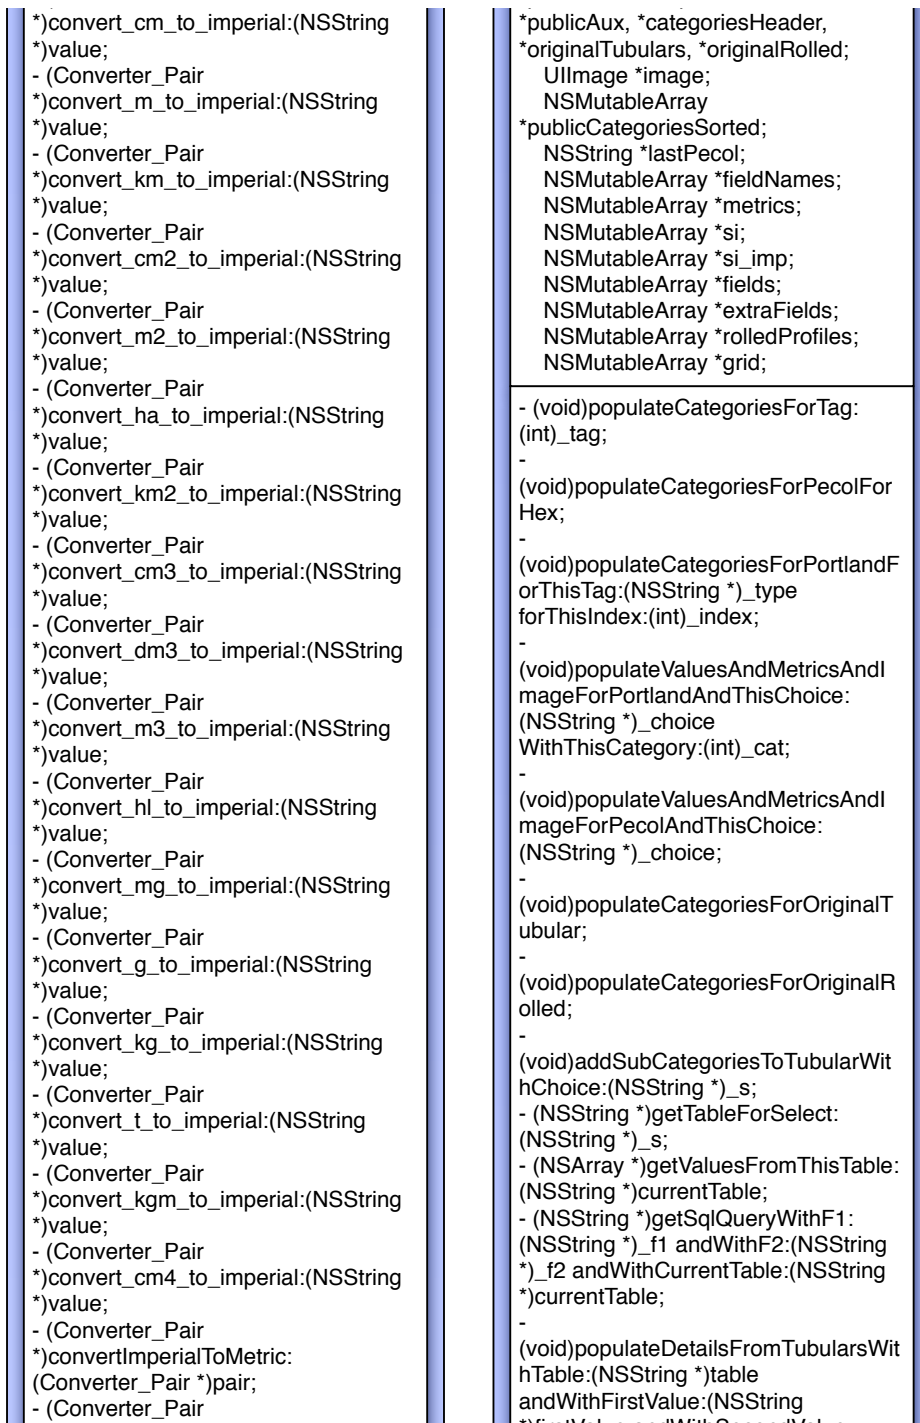 *)convert_cm_to_imperial:(NSString
*)value;
- (Converter_Pair
*)convert_m_to_imperial:(NSString
*)value;
- (Converter_Pair
*)convert_km_to_imperial:(NSString
*)value;
- (Converter_Pair
*)convert_cm2_to_imperial:(NSString
*)value;
- (Converter_Pair
*)convert_m2_to_imperial:(NSString
*)value;
- (Converter_Pair
*)convert_ha_to_imperial:(NSString
*)value;
- (Converter_Pair
*)convert_km2_to_imperial:(NSString
*)value;
- (Converter_Pair
*)convert_cm3_to_imperial:(NSString
*)value;
- (Converter_Pair
*)convert_dm3_to_imperial:(NSString
*)value;
- (Converter_Pair
*)convert_m3_to_imperial:(NSString
*)value;
- (Converter_Pair
*)convert_hl_to_imperial:(NSString
*)value;
- (Converter_Pair
*)convert_mg_to_imperial:(NSString
*)value;
- (Converter_Pair
*)convert_g_to_imperial:(NSString
*)value;
- (Converter_Pair
*)convert_kg_to_imperial:(NSString
*)value;
- (Converter_Pair
*)convert_t_to_imperial:(NSString
*)value;
- (Converter_Pair
*)convert_kgm_to_imperial:(NSString
*)value;
- (Converter_Pair
*)convert_cm4_to_imperial:(NSString
*)value;
- (Converter_Pair
*)convertImperialToMetric:
(Converter_Pair *)pair;
- (Converter_Pair
*publicAux, *categoriesHeader,
*originalTubulars, *originalRolled;
UIImage *image;
NSMutableArray
*publicCategoriesSorted;
NSString *lastPecol;
NSMutableArray *fieldNames;
NSMutableArray *metrics;
NSMutableArray *si;
NSMutableArray *si_imp;
NSMutableArray *fields;
NSMutableArray *extraFields;
NSMutableArray *rolledProfiles;
NSMutableArray *grid;
- (void)populateCategoriesForTag:
(int)_tag;
-
(void)populateCategoriesForPecolFor
Hex;
-
(void)populateCategoriesForPortlandF
orThisTag:(NSString *)_type
forThisIndex:(int)_index;
-
(void)populateValuesAndMetricsAndI
mageForPortlandAndThisChoice:
(NSString *)_choice
WithThisCategory:(int)_cat;
-
(void)populateValuesAndMetricsAndI
mageForPecolAndThisChoice:
(NSString *)_choice;
-
(void)populateCategoriesForOriginalT
ubular;
-
(void)populateCategoriesForOriginalR
olled;
-
(void)addSubCategoriesToTubularWit
hChoice:(NSString *)_s;
- (NSString *)getTableForSelect:
(NSString *)_s;
- (NSArray *)getValuesFromThisTable:
(NSString *)currentTable;
- (NSString *)getSqlQueryWithF1:
(NSString *)_f1 andWithF2:(NSString
*)_f2 andWithCurrentTable:(NSString
*)currentTable;
-
(void)populateDetailsFromTubularsWit
hTable:(NSString *)table
andWithFirstValue:(NSString